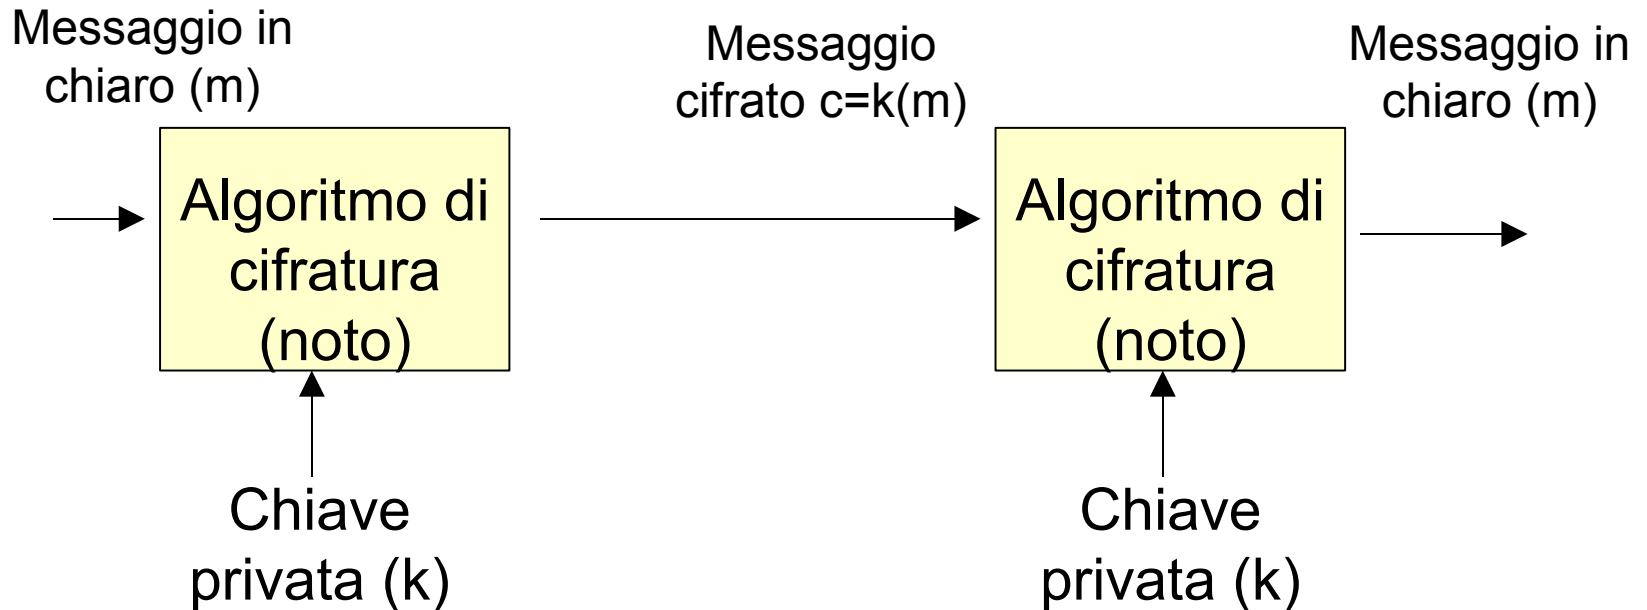 Messaggio in
chiaro (m)
Messaggio
cifrato c=k(m)
Messaggio in
chiaro (m)
Algoritmo di
cifratura
(noto)
Algoritmo di
cifratura
(noto)
Chiave
privata (k)
Chiave
privata (k)